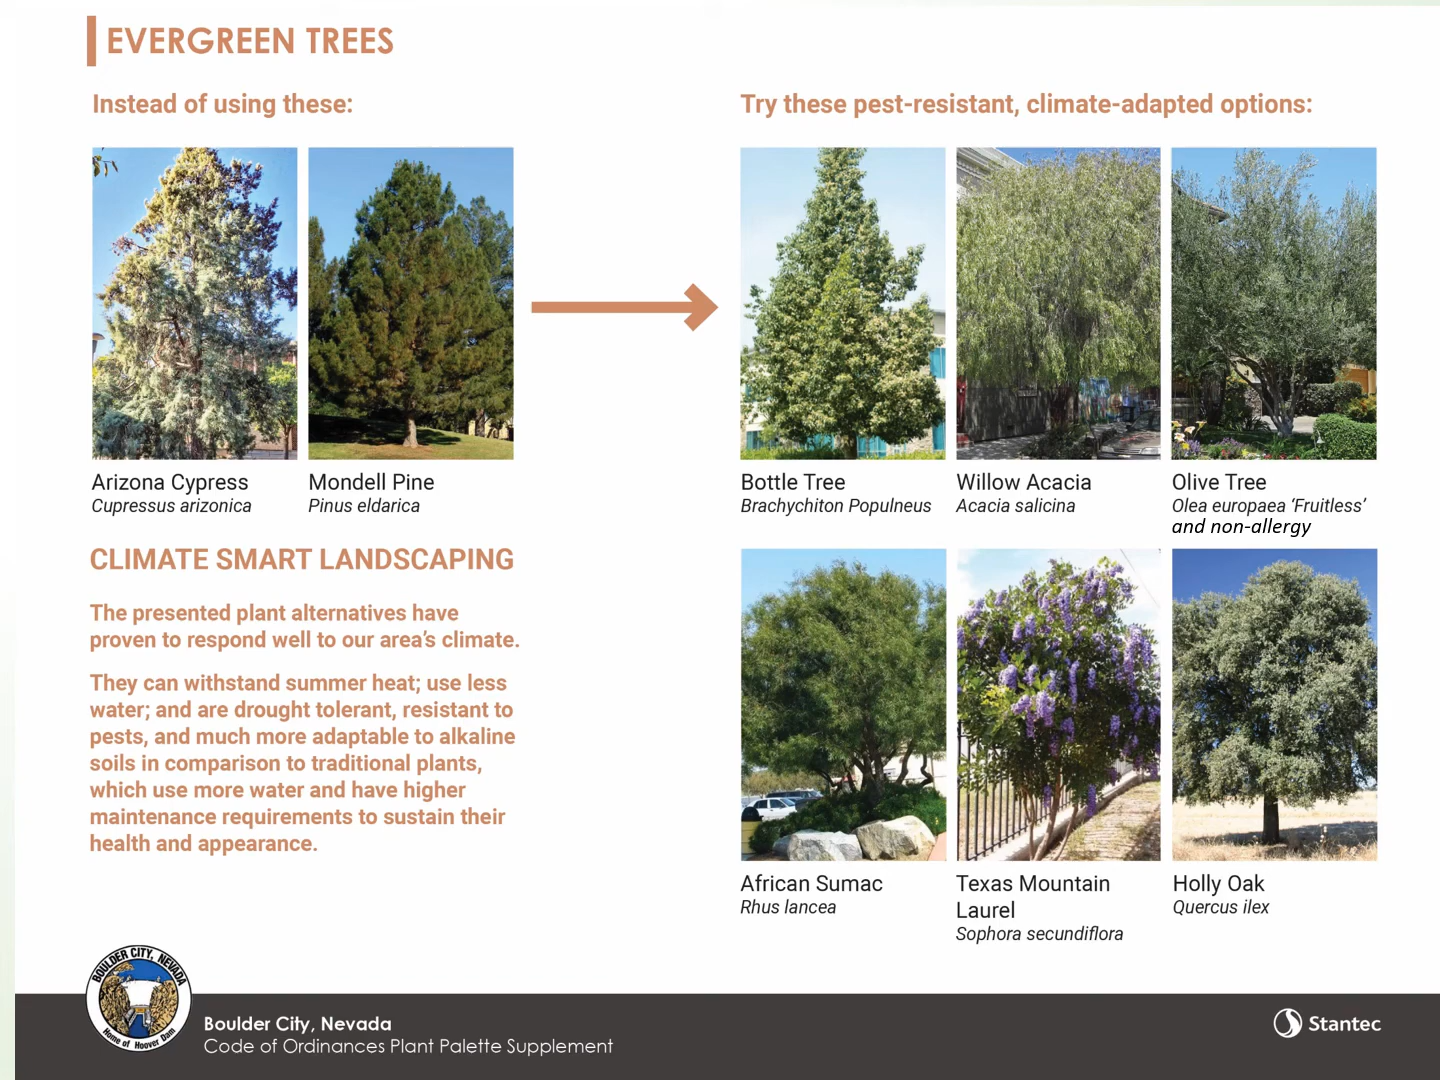 EVERGREEN TREES
Instead of using these:
Try these pest-resistant, climate-adapted options:
Arizona Cypress
Cupressus arizonica
Mondell Pine
Pinus eldarica
Bottle Tree
Brachychiton Populneus
Willow Acacia
Acacia salicina
Olive Tree
Olea europaea ‘Fruitless’
and non-allergy
CLIMATE SMART LANDSCAPING
The presented plant alternatives have
proven to respond well to our area’s climate.
They can withstand summer heat; use less
water; and are drought tolerant, resistant to
pests, and much more adaptable to alkaline
soils in comparison to traditional plants,
which use more water and have higher
maintenance requirements to sustain their
health and appearance.
African Sumac
Rhus lancea
Texas Mountain
Laurel
Sophora secundiflora
Holly Oak
Quercus ilex
BOULDER CITY, NEVADA
Home of Hoover Dam
Boulder City, Nevada
Code of Ordinances Plant Palette Supplement
Stantec